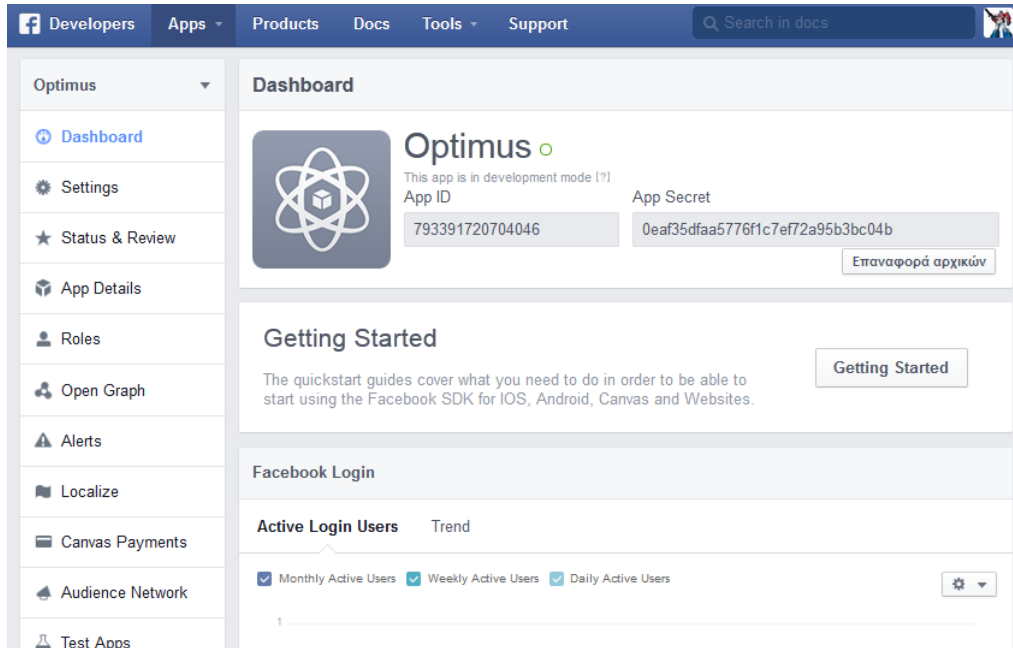 Developers Apps Products Docs Tools Support Search in docs
Optimus
Dashboard
Settings
Status & Review
App Details
Roles
Open Graph
Alerts
Localize
Canvas Payments
Audience Network
Test Apps
Dashboard
Optimus
This app is in development mode [?]
App ID App Secret
793391720704046 0eaf35dfaa5776f1c7ef72a95b3bc04b
Επαναφορά αρχικών
Getting Started
The quickstart guides cover what you need to do in order to be able to
start using the Facebook SDK for IOS, Android, Canvas and Websites.
Getting Started
Facebook Login
Active Login Users Trend
Monthly Active Users Weekly Active Users Daily Active Users
1